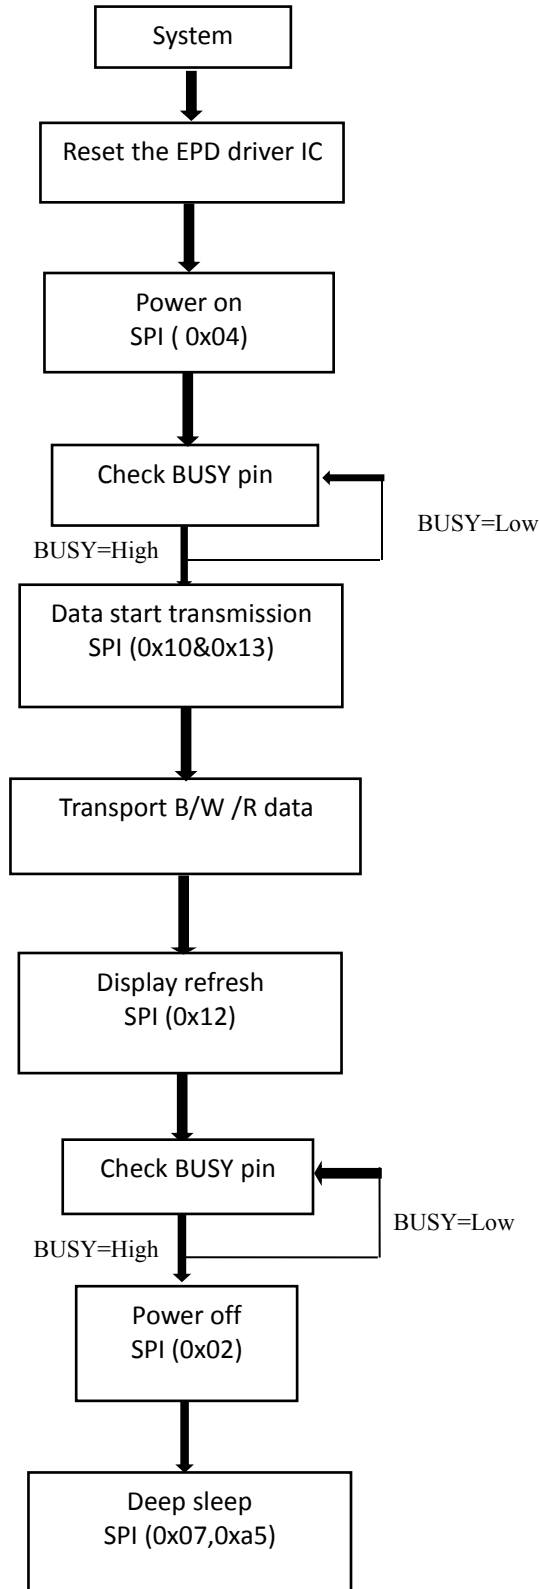 System
Reset the EPD driver IC
Power on
SPI ( 0x04)
Check BUSY pin
BUSY=Low
BUSY=High
Data start transmission
SPI (0x10&0x13)
Transport B/W /R data
Display refresh
SPI (0x12)
Check BUSY pin
BUSY=Low
BUSY=High
Power off
SPI (0x02)
Deep sleep
SPI (0x07,0xa5)